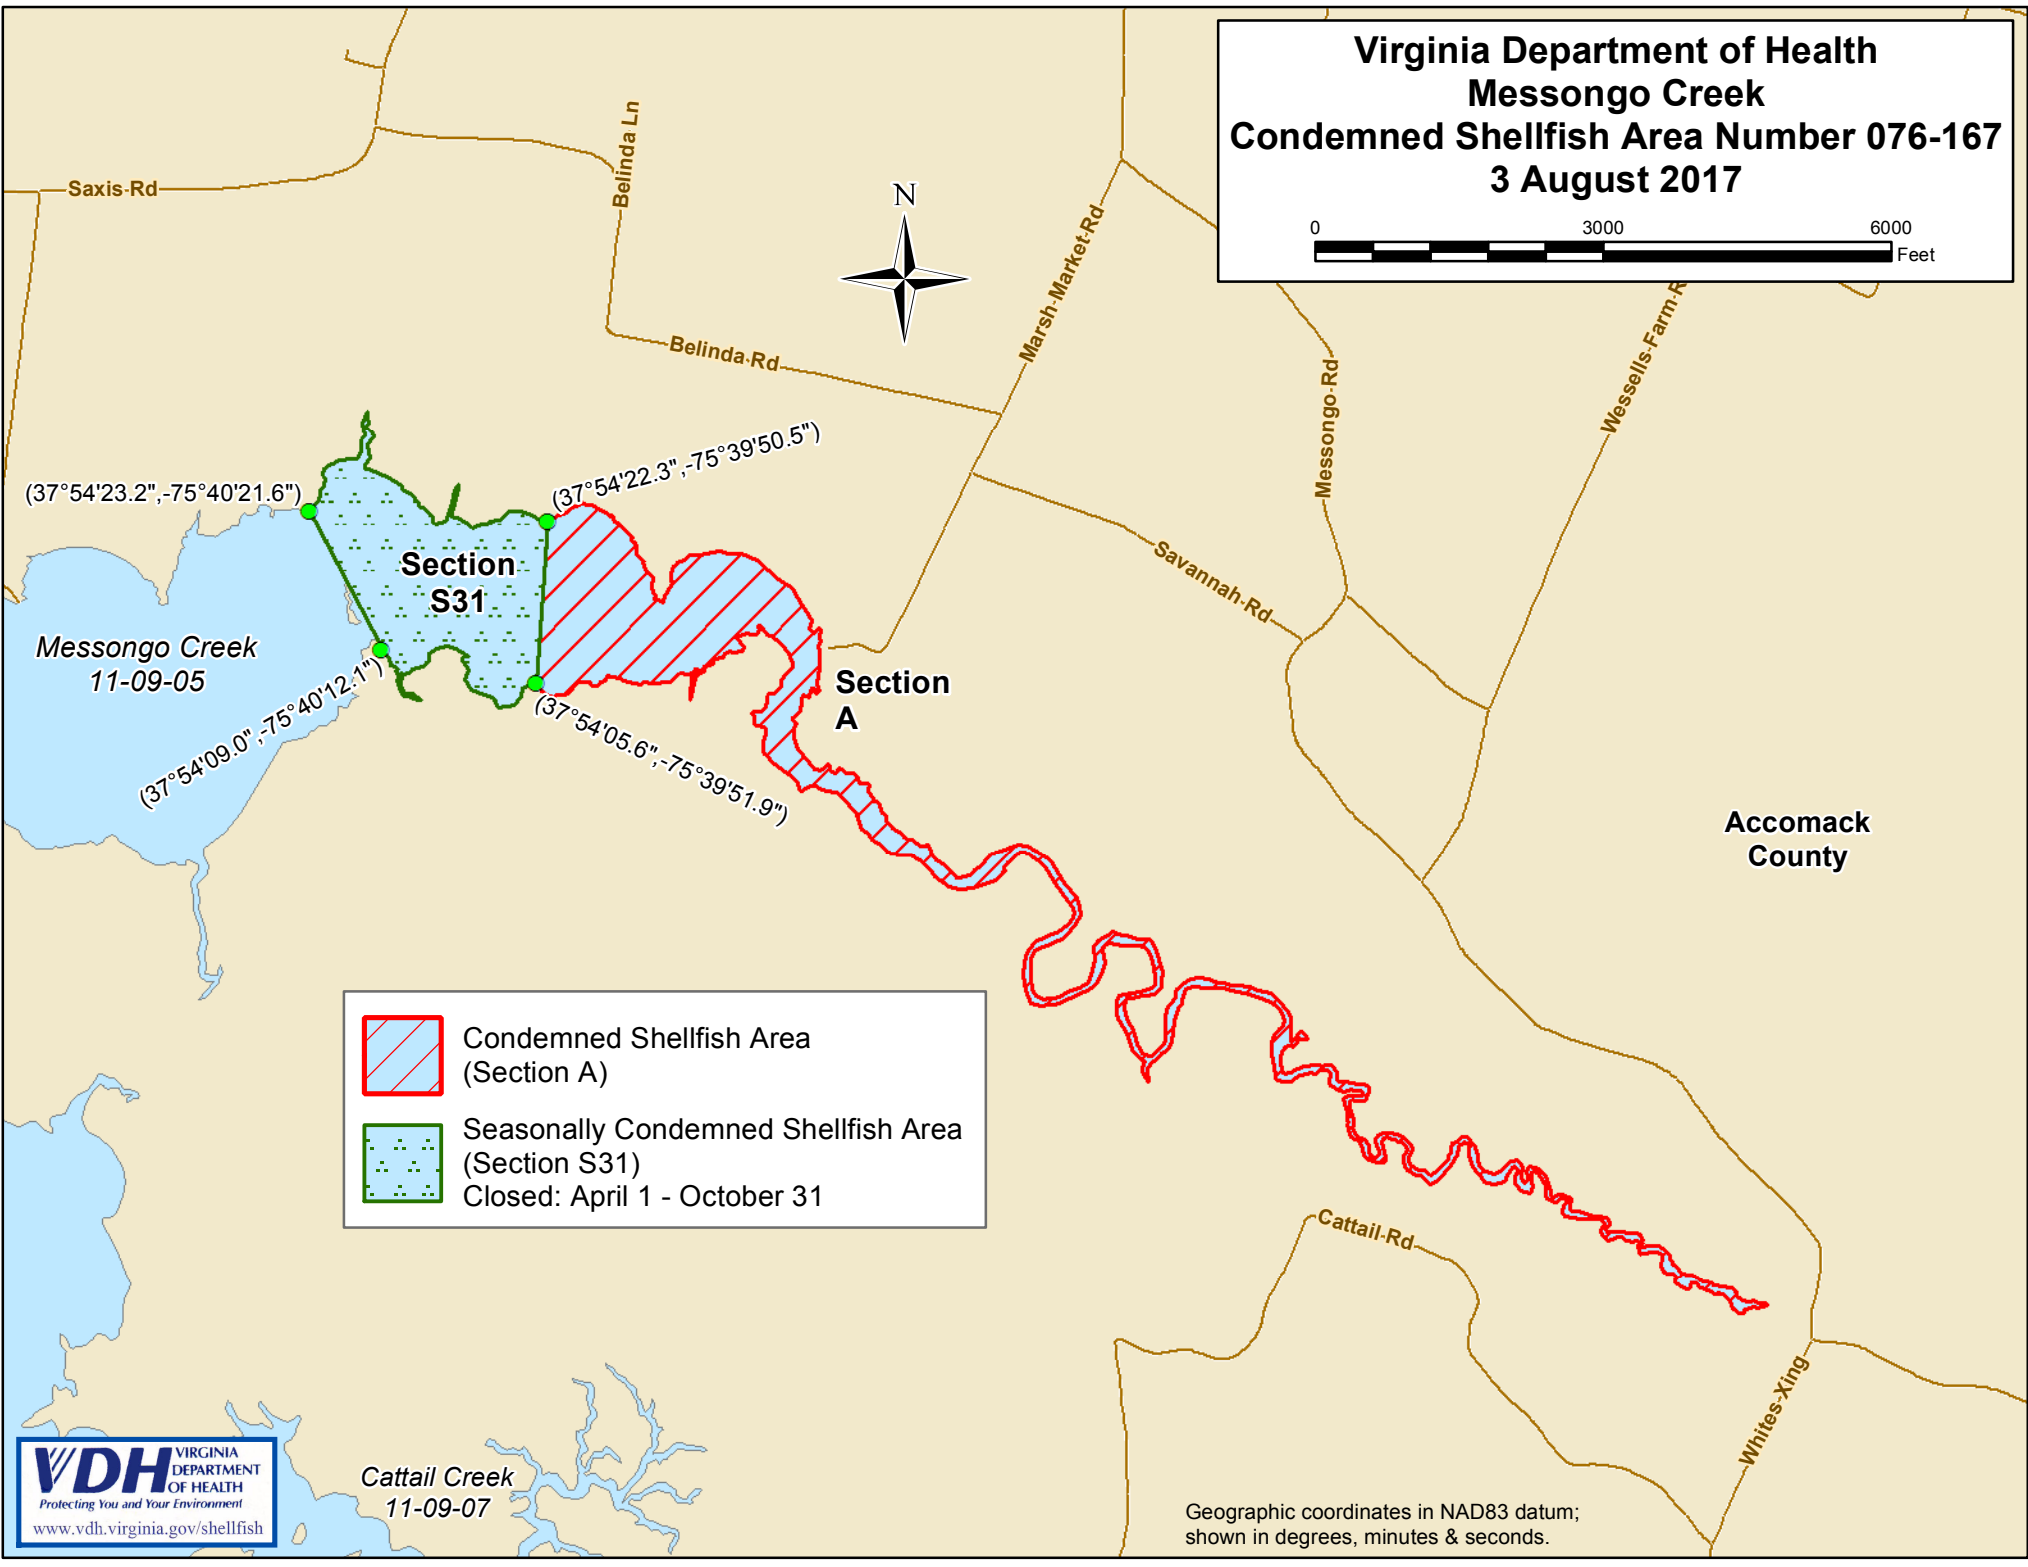 Virginia Department of Health
Messongo Creek
Condemned Shellfish Area Number 076-167
3 August 2017
0 3000 6000
Feet
Saxis Rd
Belinda Ln
N
Marsh Market Rd
Belinda Rd
Messongo Rd
Wessells Farm R
(37°54'23.2",-75°40'21.6")
(37°54'22.3",-75°39'50.5")
Section
S31
Savannah Rd
Messongo Creek
11-09-05
(37°54'09.0",-75°40'12.1")
Section
A
(37°54'05.6",-75°39'51.9")
Accomack
County
Condemned Shellfish Area
(Section A)
Seasonally Condemned Shellfish Area
(Section S31)
Closed: April 1 - October 31
Cattail Rd
Whites Xing
VDH VIRGINIA
DEPARTMENT
OF HEALTH
Protecting You and Your Environment
www.vdh.virginia.gov/shellfish
Cattail Creek
11-09-07
Geographic coordinates in NAD83 datum;
shown in degrees, minutes & seconds.